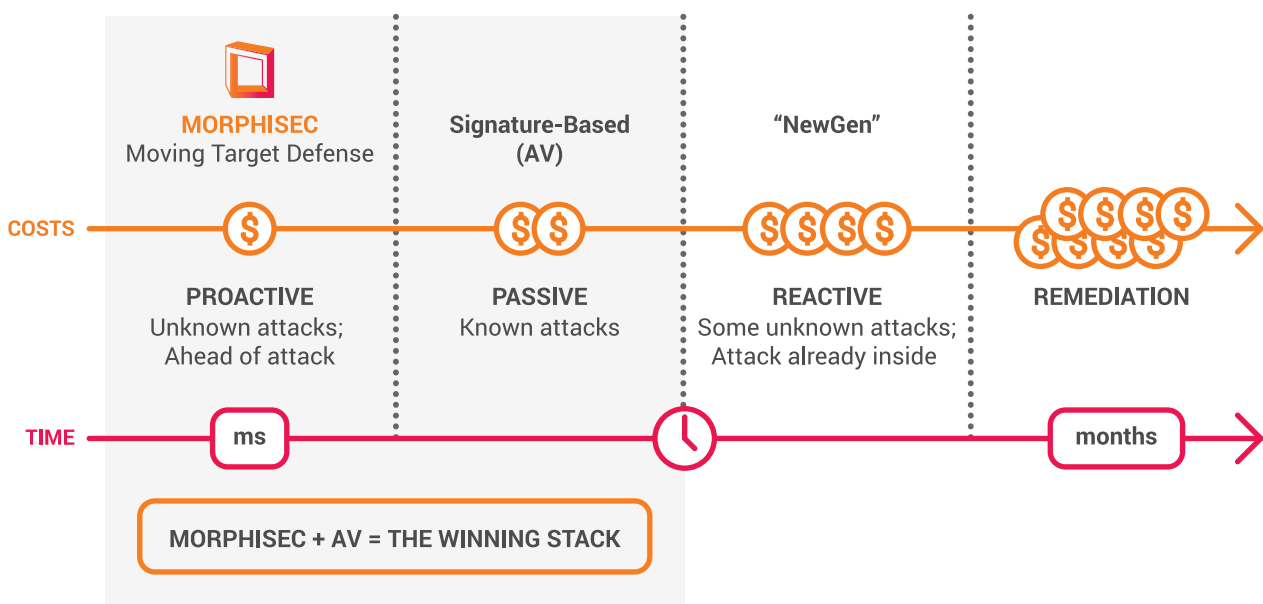 MORPHISEC
Moving Target Defense
Signature-Based
(AV)
“NewGen”
COSTS
$
$ $
$ $ $ $
$ $ $ $
$ $ $ $
PROACTIVE
Unknown attacks;
Ahead of attack
PASSIVE
Known attacks
REACTIVE
Some unknown attacks;
Attack already inside
REMEDIATION
TIME
ms
months
MORPHISEC + AV = THE WINNING STACK